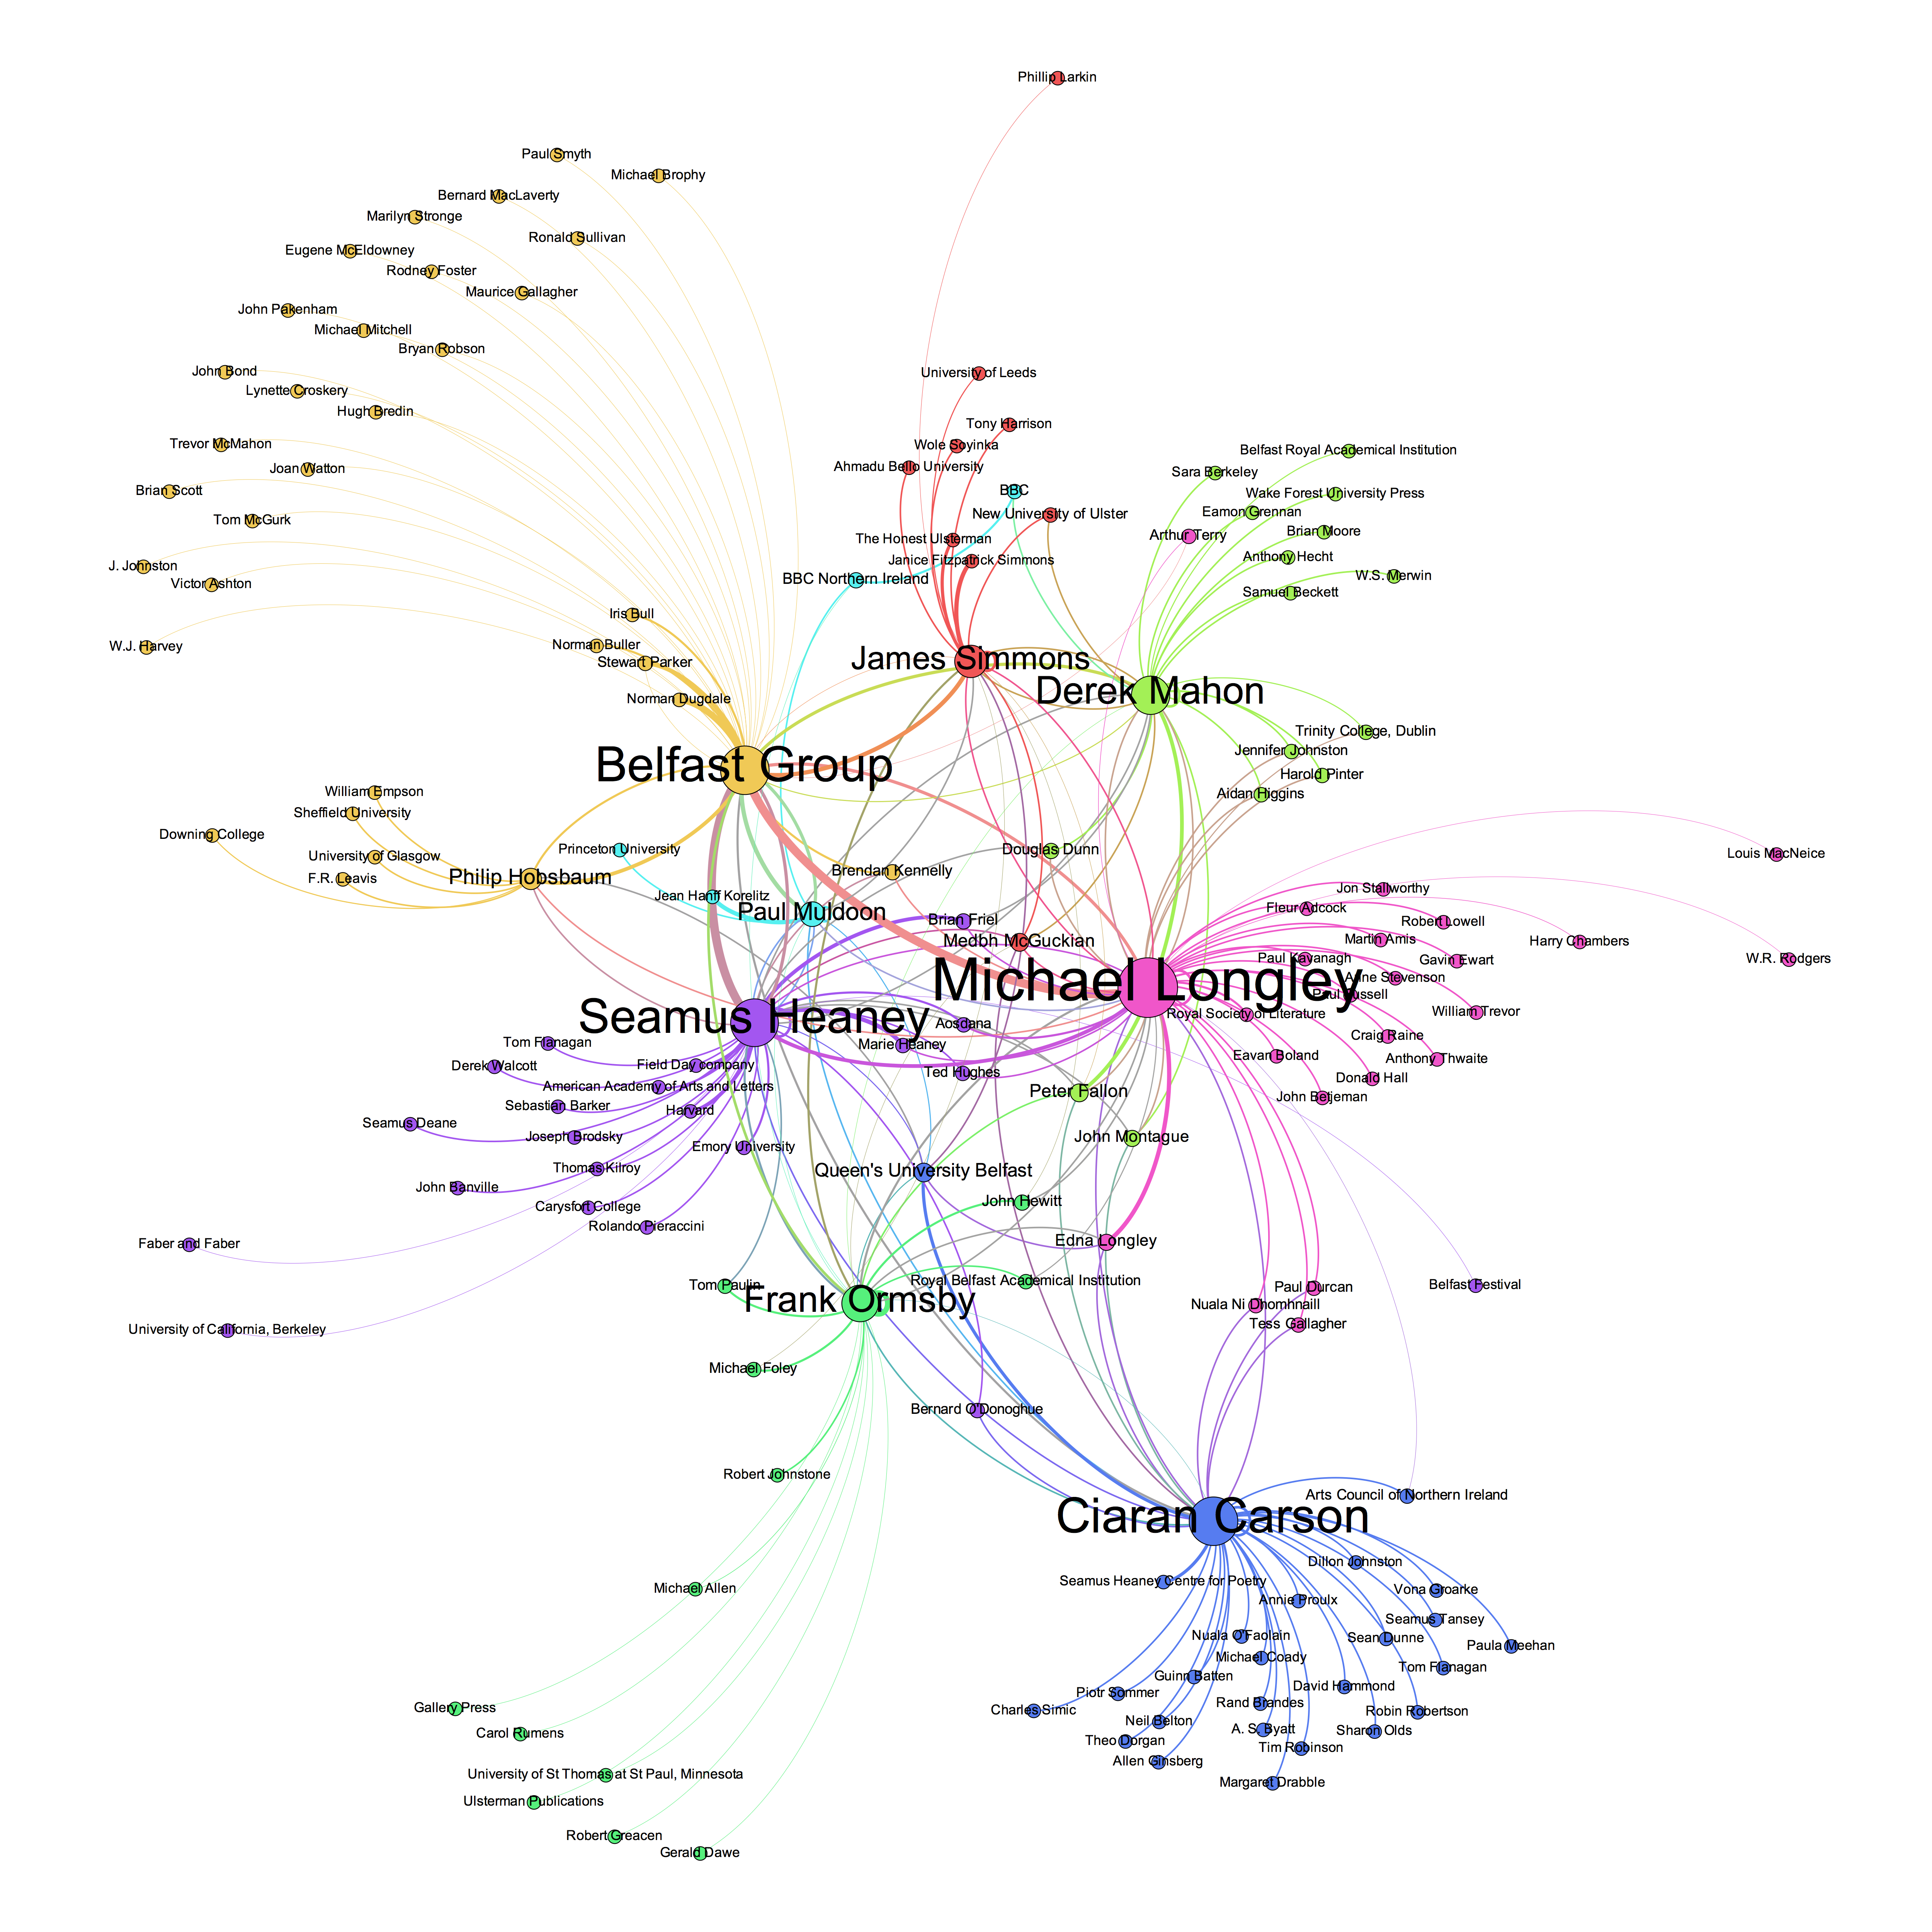 Phillip Larkin
Paul Smyth
Michael Brophy
Bernard MacLaverty
Marilyn Stronge
Ronald Sullivan
Eugene McEldowney
Rodney Foster
Maurice Gallagher
John Pakenham
Michael Mitchell
Bryan Robson
John Bond
University of Leeds
Lynette Croskery
Hugh Bredin
Tony Harrison
Trevor McMahon
Wole Soyinka
Belfast Royal Academical Institution
Joan Watton
Ahmadu Bello University
Sara Berkeley
Brian Scott
BBC
Wake Forest University Press
Tom McGurk
New University of Ulster
Eamon Grennan
The Honest Ulsterman
Arthur Terry
Brian Moore
J. Johnston
Janice Fitzpatrick Simmons
Anthony Hecht
Victor Ashton
BBC Northern Ireland
W.S. Merwin
Samuel Beckett
Iris Bull
W.J. Harvey
Norman Buller
Stewart Parker
James Simmons
Derek Mahon
Norman Dugdale
Trinity College, Dublin
Jennifer Johnston
Belfast Group
Harold Pinter
William Empson
Aidan Higgins
Sheffield University
Downing College
Princeton University
Douglas Dunn
Louis MacNeice
University of Glasgow
F.R. Leavis
Philip Hobsbaum
Brendan Kennelly
Jon Stallworthy
Jean Hanff Korelitz
Paul Muldoon
Fleur Adcock
Brian Friel
Robert Lowell
Medbh McGuckian
Martin Amis
Harry Chambers
Paul Kavanagh
Gavin Ewart
W.R. Rodgers
Michael Longley
Anne Stevenson
Paul Fussell
Seamus Heaney
Royal Society of Literature
William Trevor
Aosdana
Craig Raine
Tom Flanagan
Marie Heaney
Eavan Boland
Anthony Thwaite
Derek Walcott
Field Day company
Ted Hughes
Donald Hall
American Academy of Arts and Letters
Peter Fallon
John Betjeman
Sebastian Barker
Harvard
Seamus Deane
Joseph Brodsky
John Montague
Emory University
Thomas Kilroy
Queen's University Belfast
John Banville
John Hewitt
Carysfort College
Rolando Pieraccini
Edna Longley
Faber and Faber
Tom Paulin
Royal Belfast Academical Institution
Paul Durcan
Belfast Festival
Frank Ormsby
Nuala Ni Dhomhnaill
University of California, Berkeley
Tess Gallagher
Michael Foley
Bernard O'Donoghue
Robert Johnstone
Arts Council of Northern Ireland
Ciaran Carson
Dillon Johnston
Michael Allen
Seamus Heaney Centre for Poetry
Vona Groarke
Annie Proulx
Seamus Tansey
Nuala O'Faolain
Sean Dunne
Paula Meehan
Michael Coady
Tom Flanagan
Guinn Batten
David Hammond
Piotr Sommer
Gallery Press
Charles Simic
Rand Brandes
Robin Robertson
Neil Belton
Carol Rumens
A. S. Byatt
Sharon Olds
Theo Dorgan
Tim Robinson
Allen Ginsberg
University of St Thomas at St Paul, Minnesota
Margaret Drabble
Ulsterman Publications
Robert Greacen
Gerald Dawe